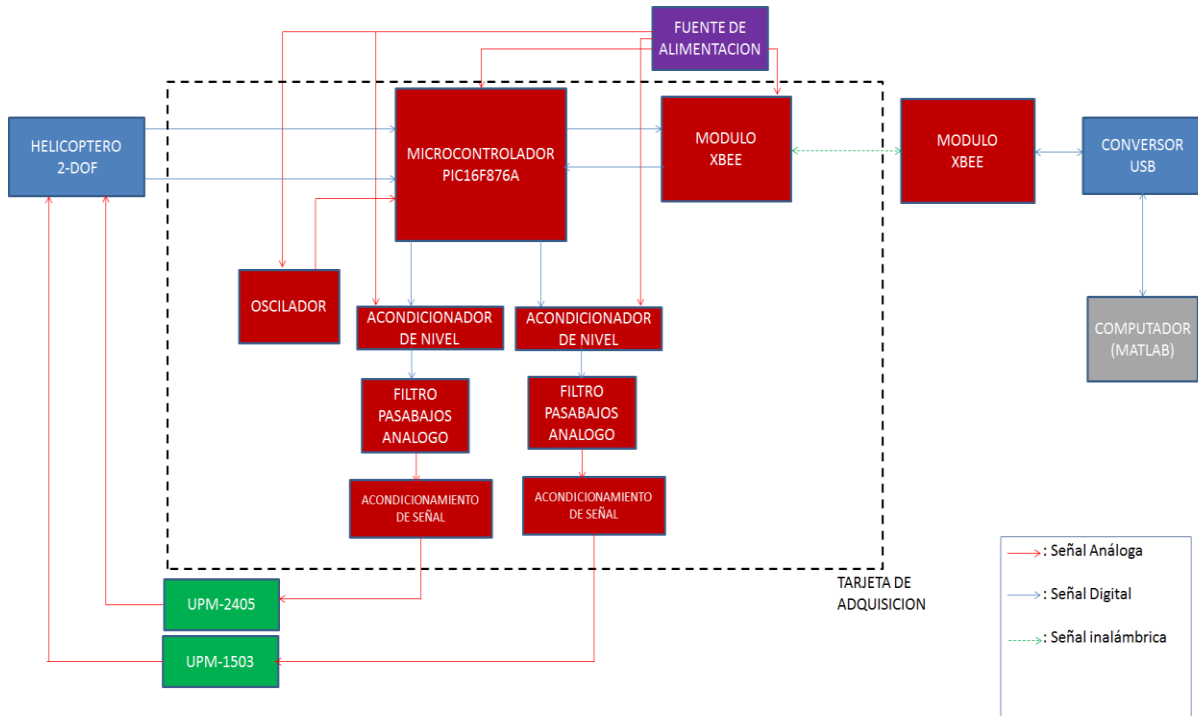 FUENTE DE
ALIMENTACION
HELICOPTERO
2-DOF
MICROCONTROLADOR
PIC16F876A
MODULO
XBEE
MODULO
XBEE
CONVERSOR
USB
OSCILADOR
ACONDICIONADOR
DE NIVEL
ACONDICIONADOR
DE NIVEL
COMPUTADOR
(MATLAB)
FILTRO
PASABAJOS
ANALOGO
FILTRO
PASABAJOS
ANALOGO
ACONDICIONAMIENTO
DE SEÑAL
ACONDICIONAMIENTO
DE SEÑAL
UPM-2405
UPM-1503
TARJETA DE
ADQUISICION
: Señal Análoga
: Señal Digital
: Señal inalámbrica